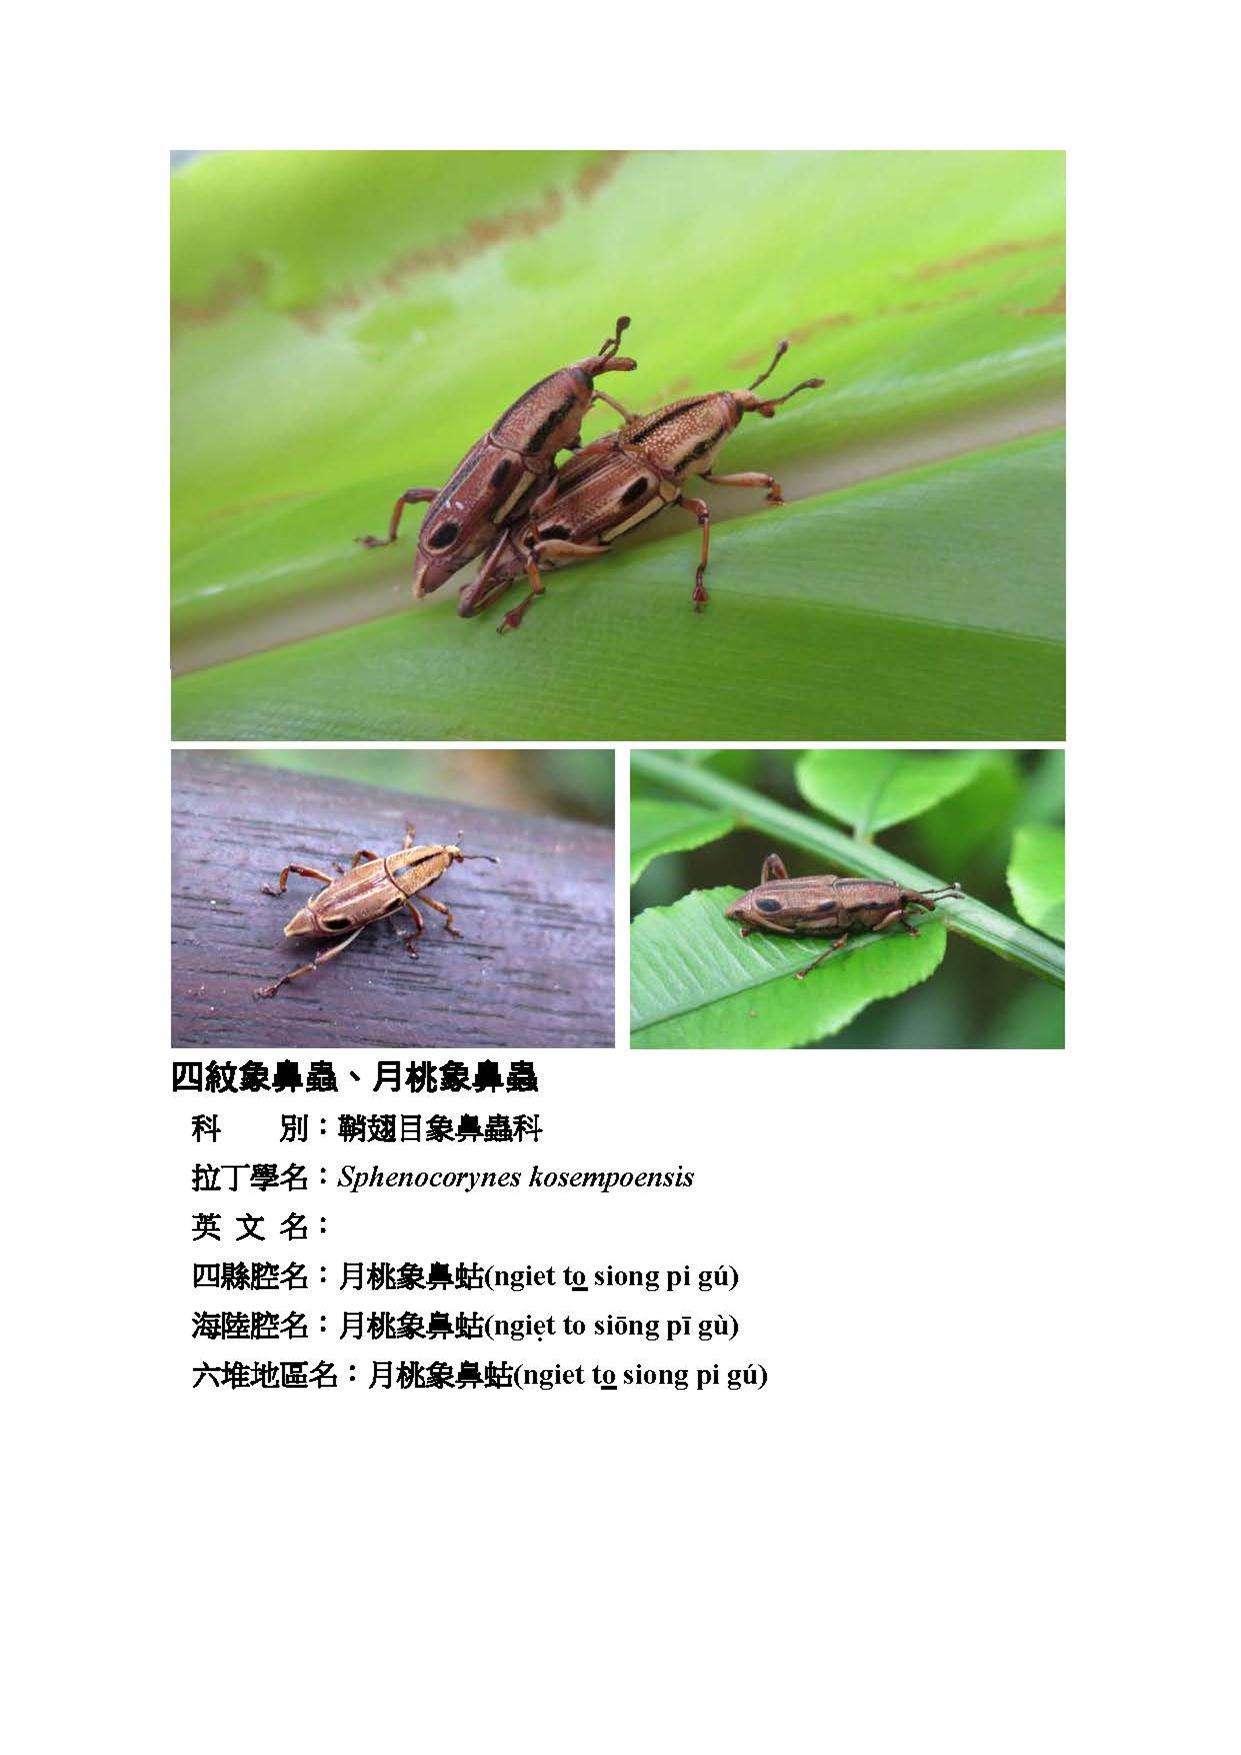 四紋象鼻蟲、月桃象鼻蟲
科　　別：鞘翅目象鼻蟲科
拉丁學名：Sphenocorynes kosempoensis
英 文 名：
四縣腔名：月桃象鼻蛄(ngiet to̲ siong pi gú)
海陸腔名：月桃象鼻蛄(ngiẹt to siōng pī gù)
六堆地區名：月桃象鼻蛄(ngiet to̲ siong pi gú)